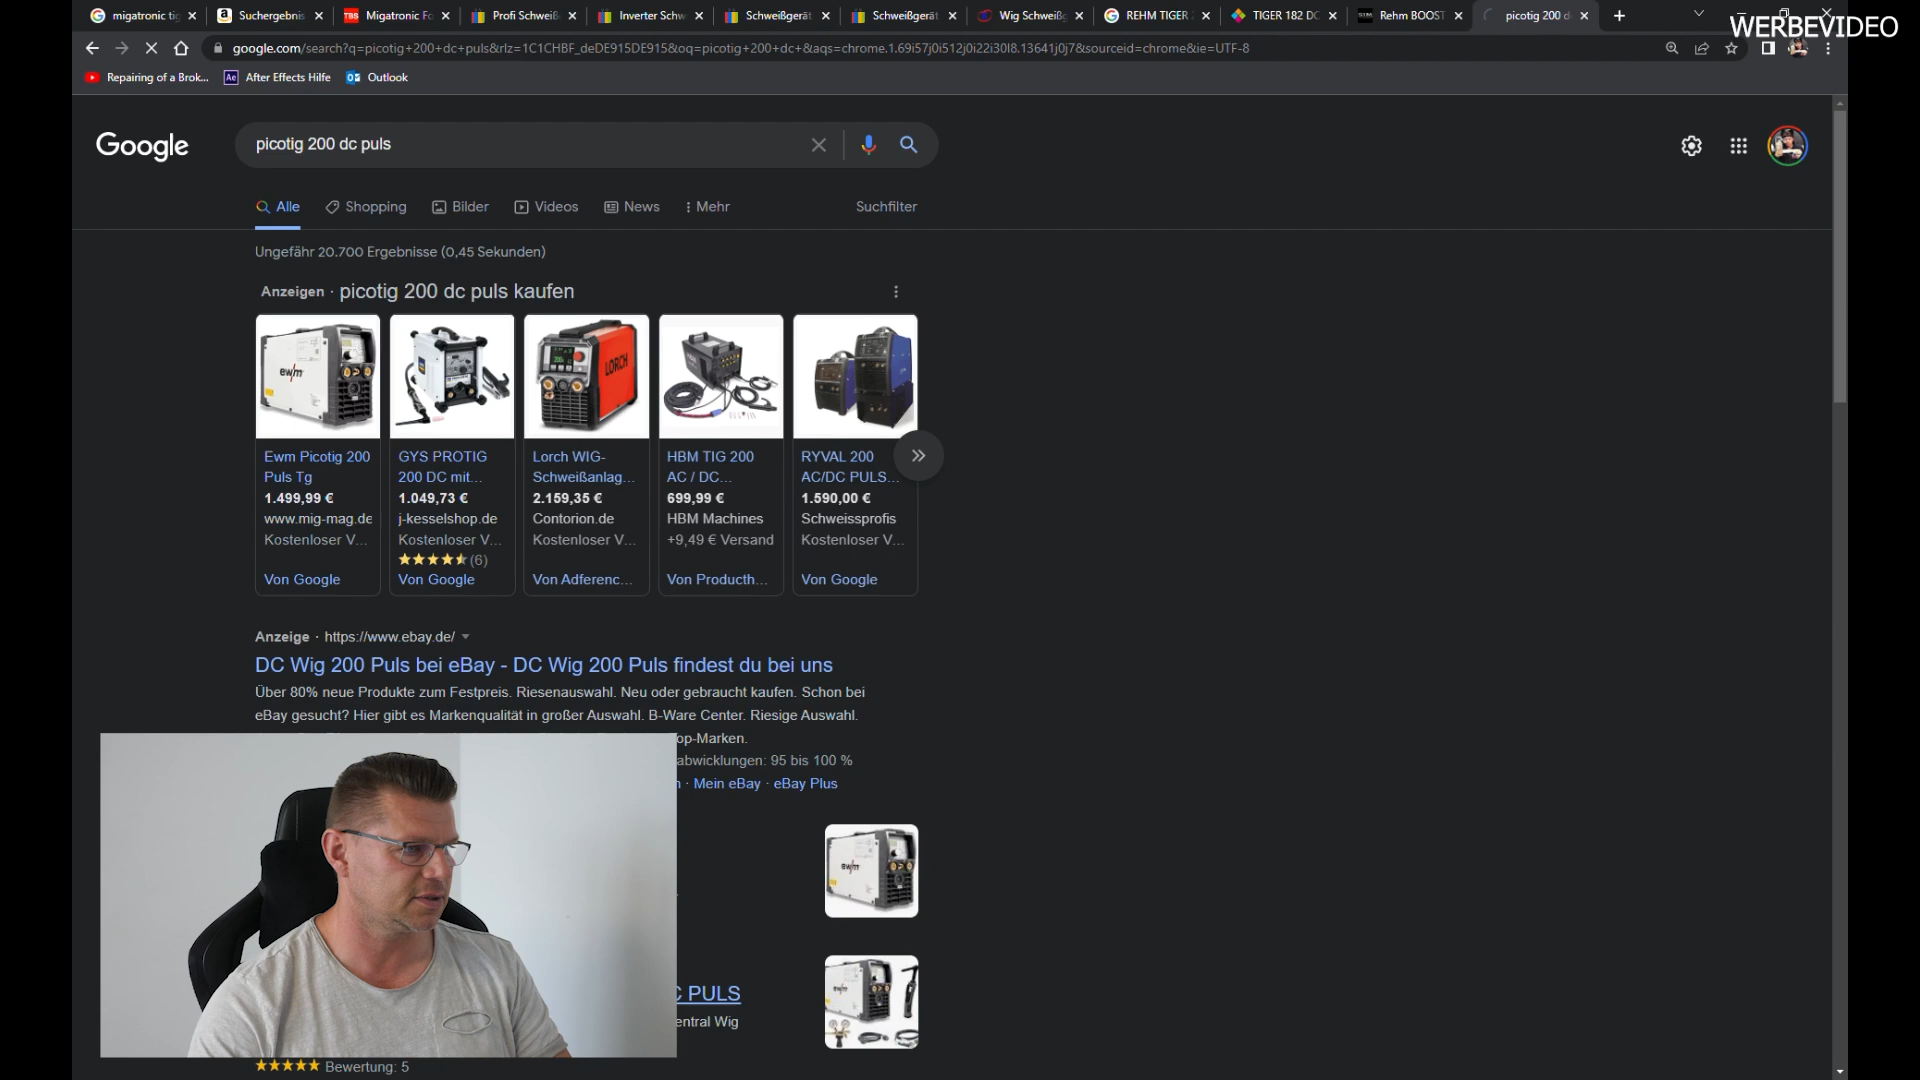 WERBEVIDEO
migatronic tig
Suchergebnis
Migatronic Fo
Profi Schweiß
Inverter Schw
Schweißgerät
Schweißgerät
Wig Schweißg
REHM TIGER
TIGER 182 DC
Rehm BOOST
picotig 200 d
google.com/search?q=picotig+200+dc+puls&rlz=1C1CHBF_deDE915DE915&oq=picotig+200+dc+&aqs=chrome.1.69i57j0i512j0i22i30l8.13641j0j7&sourceid=chrome&ie=UTF-8
Repairing of a Brok...
After Effects Hilfe
Outlook
Google
picotig 200 dc puls
Alle
Shopping
Bilder
Videos
News
Mehr
Suchfilter
Ungefähr 20.700 Ergebnisse (0,45 Sekunden)
Anzeigen · picotig 200 dc puls kaufen
ewm
LORCH
Ewm Picotig 200
Puls Tg
1.499,99 €
www.mig-mag.de
Kostenloser V...
Von Google
GYS PROTIG
200 DC mit...
1.049,73 €
j-kesselshop.de
Kostenloser V...
(6)
Von Google
Lorch WIG-
Schweißanlag...
2.159,35 €
Contorion.de
Kostenloser V...
Von Adferenc...
HBM TIG 200
AC / DC...
699,99 €
HBM Machines
+9,49 € Versand
Von Producth...
RYVAL 200
AC/DC PULS...
1.590,00 €
Schweissprofis
Kostenloser V...
Von Google
Anzeige · https://www.ebay.de/
DC Wig 200 Puls bei eBay - DC Wig 200 Puls findest du bei uns
Über 80% neue Produkte zum Festpreis. Riesenauswahl. Neu oder gebraucht kaufen. Schon bei
eBay gesucht? Hier gibt es Markenqualität in großer Auswahl. B-Ware Center. Riesige Auswahl.
op-Marken.
abwicklungen: 95 bis 100 %
· Mein eBay · eBay Plus
ewm
C PULS
entral Wig
ewm
Bewertung: 5